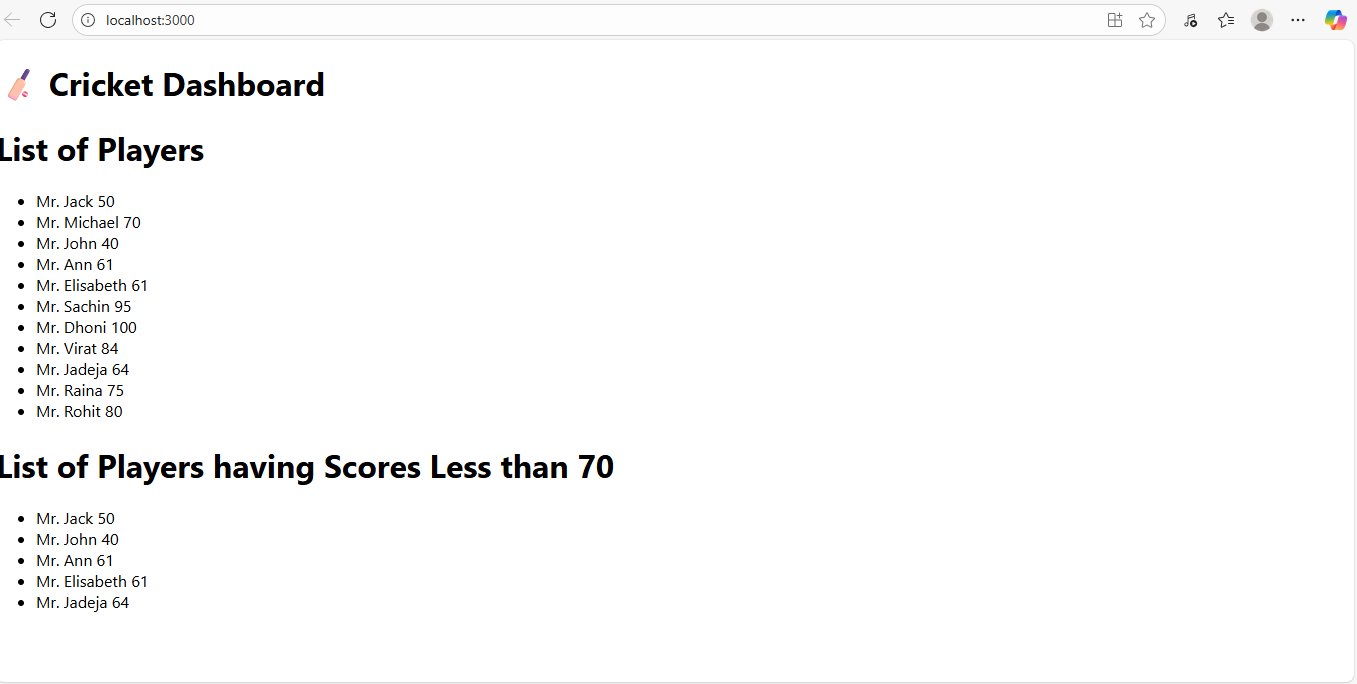 localhost:3000
Cricket Dashboard
List of Players
Mr. Jack 50
Mr. Michael 70
Mr. John 40
Mr. Ann 61
Mr. Elisabeth 61
Mr. Sachin 95
Mr. Dhoni 100
Mr. Virat 84
Mr. Jadeja 64
Mr. Raina 75
Mr. Rohit 80
List of Players having Scores Less than 70
Mr. Jack 50
Mr. John 40
Mr. Ann 61
Mr. Elisabeth 61
Mr. Jadeja 64